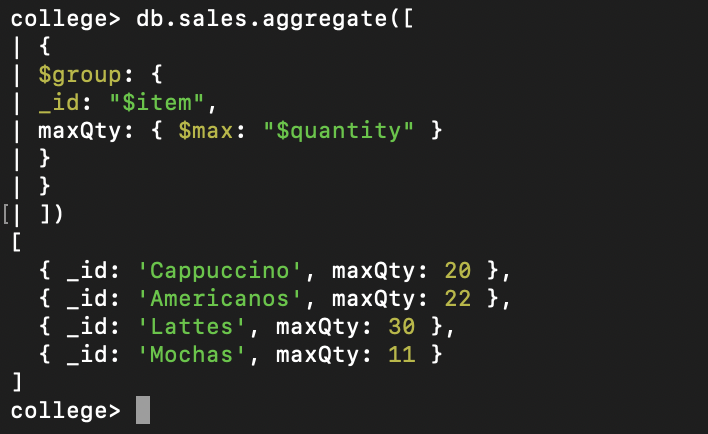 college> db.sales.aggregate([
| {
| $group: {
| _id: "$item",
| maxQty: { $max: "$quantity" }
| }
| }
[| ])
[
  { _id: 'Cappuccino', maxQty: 20 },
  { _id: 'Americanos', maxQty: 22 },
  { _id: 'Lattes', maxQty: 30 },
  { _id: 'Mochas', maxQty: 11 }
]
college>